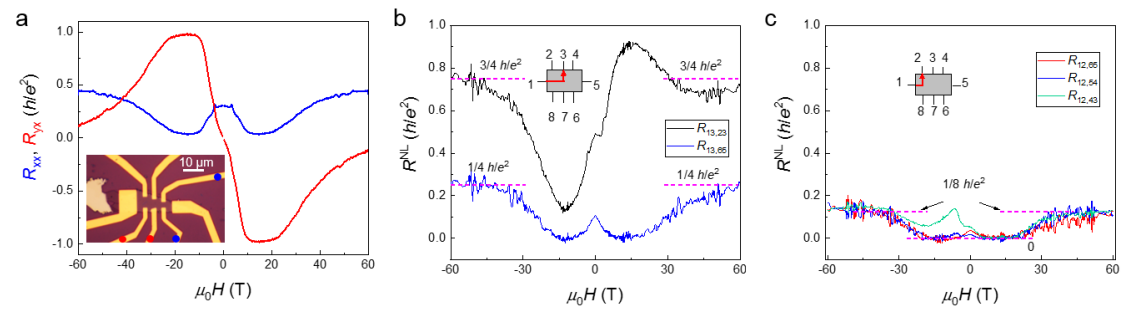 a
R_xx, R_yx (h/e²)
1.0
0.5
0.0
-0.5
-1.0
10 μm
-60 -40 -20 0 20 40 60
μ₀H (T)
b
R^NL (h/e²)
1.0
0.8
0.6
0.4
0.2
0.0
2 3 4
1 5
8 7 6
3/4 h/e² 3/4 h/e²
R₁₃,₂₃
R₁₃,₆₅
1/4 h/e² 1/4 h/e²
-60 -30 0 30 60
μ₀H (T)
c
R^NL (h/e²)
1.0
0.8
0.6
0.4
0.2
0.0
2 3 4
1 5
8 7 6
R₁₂,₆₅
R₁₂,₅₄
R₁₂,₄₃
1/8 h/e²
0
-60 -30 0 30 60
μ₀H (T)